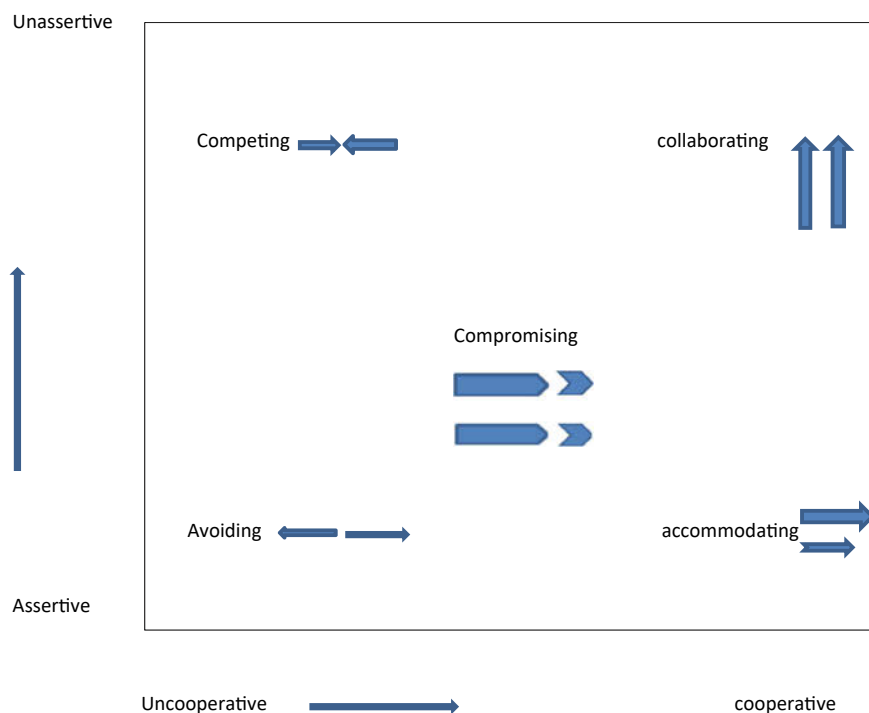 Unassertive
Competing
collaborating
Compromising
Avoiding
accommodating
Assertive
Uncooperative
cooperative